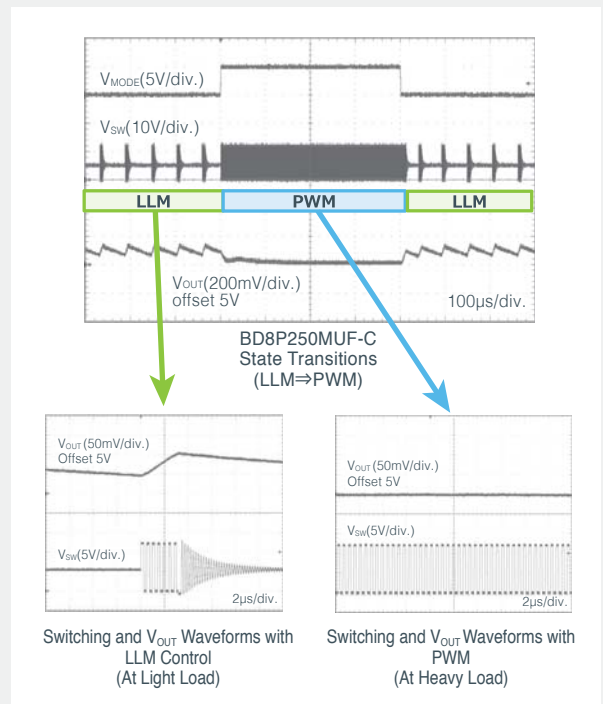 VMODE(5V/div.)
VSW(10V/div.)
LLM PWM LLM
VOUT(200mV/div.)
offset 5V
100µs/div.
BD8P250MUF-C
State Transitions
(LLM⇒PWM)
VOUT(50mV/div.)
Offset 5V
VSW(5V/div.)
2µs/div.
Switching and VOUT Waveforms with
LLM Control
(At Light Load)
VOUT(50mV/div.)
Offset 5V
VSW(5V/div.)
2µs/div.
Switching and VOUT Waveforms with
PWM
(At Heavy Load)